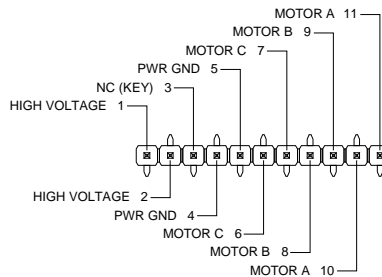 MOTOR A 11
MOTOR B 9
MOTOR C 7
PWR GND 5
NC (KEY) 3
HIGH VOLTAGE 1
HIGH VOLTAGE 2
PWR GND 4
MOTOR C 6
MOTOR B 8
MOTOR A 10